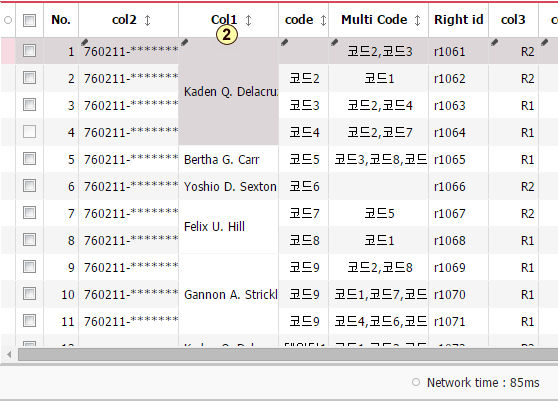 No. col2 Col1 code Multi Code Right id col3 c
2
1 760211-******* 코드2,코드3 r1061 R2
2 760211-******* 코드2 코드1 r1062 R2
Kaden Q. Delacru
3 760211-******* 코드3 코드2,코드4 r1063 R1
4 760211-******* 코드4 코드2,코드7 r1064 R1
5 760211-******* Bertha G. Carr 코드5 코드3,코드8,코드 r1065 R1
6 760211-******* Yoshio D. Sexton 코드6 r1066 R2
7 760211-******* 코드7 코드5 r1067 R2
Felix U. Hill
8 760211-******* 코드8 코드1 r1068 R1
9 760211-******* 코드9 코드2,코드8 r1069 R1
10 760211-******* Gannon A. Strickl 코드9 코드1,코드7,코드 r1070 R1
11 760211-******* 코드9 코드4,코드6,코드 r1071 R1
Network time : 85ms